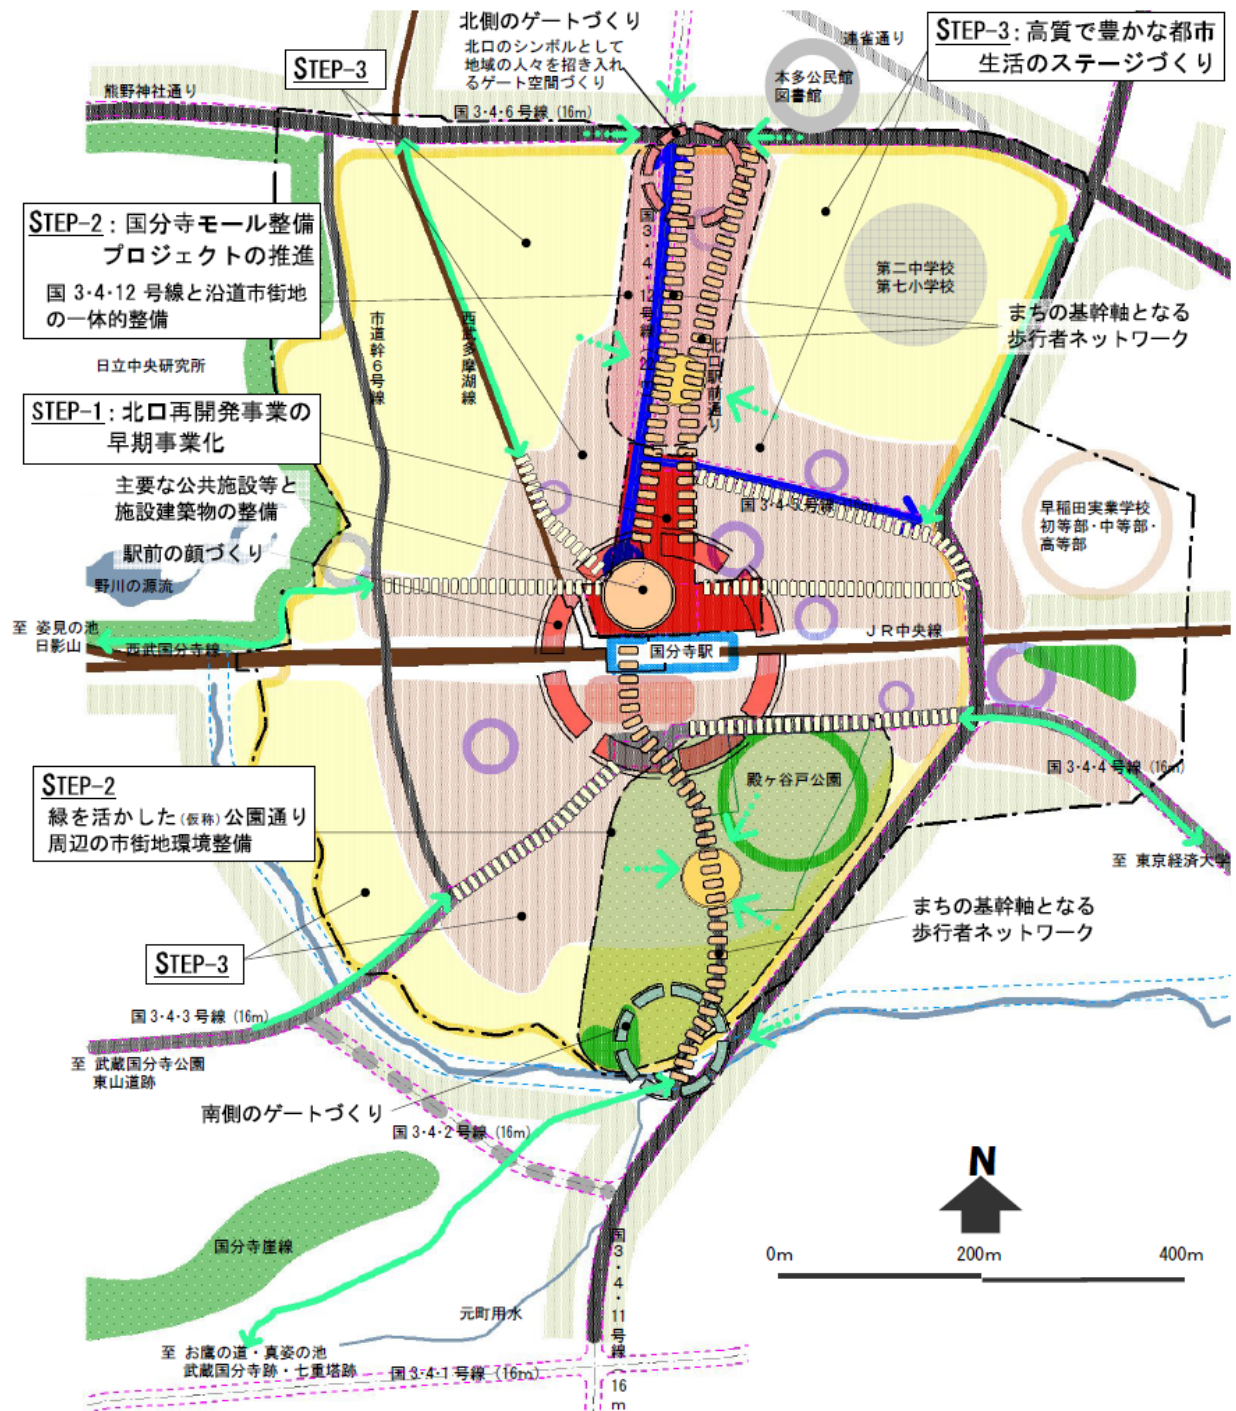 北側のゲートづくり
北口のシンボルとして
地域の人々を招き入れ
るゲート空間づくり
STEP-3：高質で豊かな都市
生活のステージづくり
連雀通り
STEP-3
本多公民館
図書館
熊野神社通り
国 3･4･6 号線 (16m)
STEP-2：国分寺モール整備
プロジェクトの推進
国 3･4･12 号線と沿道市街地
の一体的整備
国3･4･12号線
第二中学校
第七小学校
まちの基幹軸となる
歩行者ネットワーク
市道幹6号線
西武多摩湖線
北口駅前通り
日立中央研究所
STEP-1：北口再開発事業の
早期事業化
主要な公共施設等と
施設建築物の整備
国 3･4･5 号線
早稲田実業学校
初等部・中等部・
高等部
駅前の顔づくり
野川の源流
至 姿見の池
日影山
西武国分寺線
国分寺駅
ＪＲ中央線
STEP-2
緑を活かした(仮称)公園通り
周辺の市街地環境整備
殿ヶ谷戸公園
国 3･4･4 号線 (16m)
至 東京経済大学
まちの基幹軸となる
歩行者ネットワーク
STEP-3
国 3･4･3 号線 (16m)
至 武蔵国分寺公園
東山道跡
南側のゲートづくり
国 3･4･2 号線 (16m)
N
国分寺崖線
国3･4･11号線(16m
0m
200m
400m
元町用水
至 お鷹の道・真姿の池
武蔵国分寺跡・七重塔跡
国 3･4･1 号線 (16m)